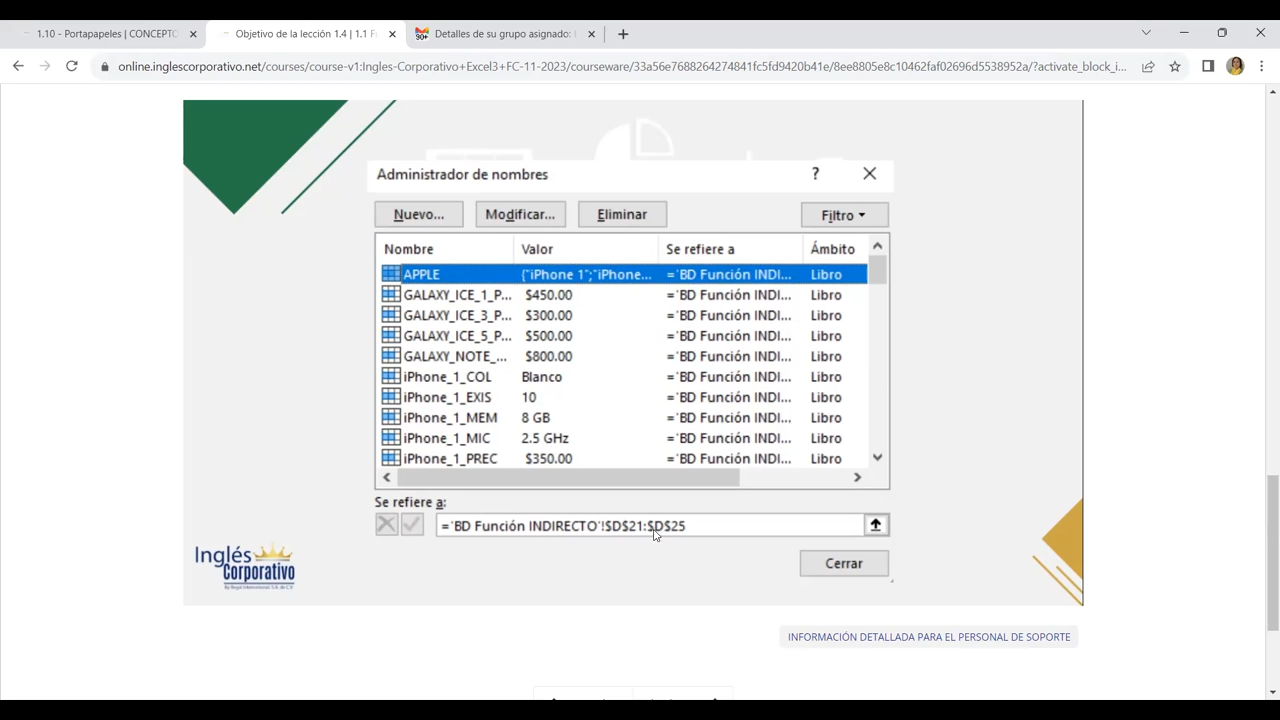 1.10 - Portapapeles | CONCEPTO
Objetivo de la lección 1.4 | 1.1 F
Detalles de su grupo asignado:
90+
online.inglescorporativo.net/courses/course-v1:Ingles-Corporativo+Excel3+FC-11-2023/courseware/33a56e7688264274841fc5fd9420b41e/8ee8805e8c10462faf02696d5538952a/?activate_block_i...
Administrador de nombres
Nuevo... Modificar... Eliminar Filtro
Nombre Valor Se refiere a Ámbito
APPLE {"iPhone 1";"iPhone... ='BD Función INDI... Libro
GALAXY_ICE_1_P... $450.00 ='BD Función INDI... Libro
GALAXY_ICE_3_P... $300.00 ='BD Función INDI... Libro
GALAXY_ICE_5_P... $500.00 ='BD Función INDI... Libro
GALAXY_NOTE_... $800.00 ='BD Función INDI... Libro
iPhone_1_COL Blanco ='BD Función INDI... Libro
iPhone_1_EXIS 10 ='BD Función INDI... Libro
iPhone_1_MEM 8 GB ='BD Función INDI... Libro
iPhone_1_MIC 2.5 GHz ='BD Función INDI... Libro
iPhone_1_PREC $350.00 ='BD Función INDI... Libro
Se refiere a:
='BD Función INDIRECTO'!$D$21:$D$25
Cerrar
Inglés
Corporativo
INFORMACIÓN DETALLADA PARA EL PERSONAL DE SOPORTE